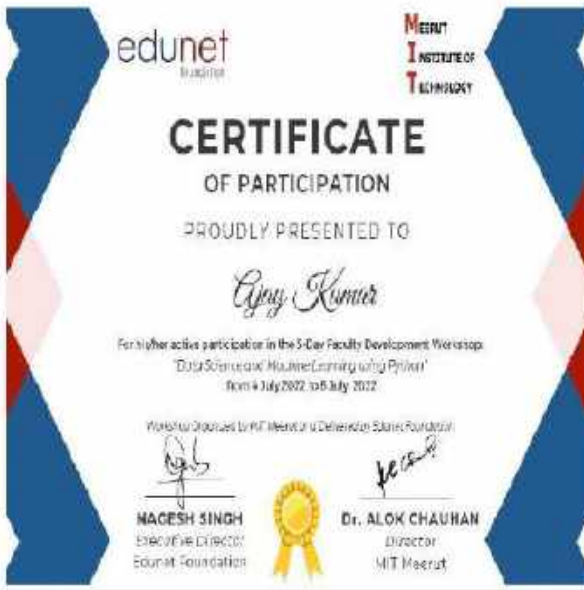 edunet
foundation
MEERUT
INSTITUTE OF
TECHNOLOGY
CERTIFICATE
OF PARTICIPATION
PROUDLY PRESENTED TO
Ajay Kumar
For his/her active participation in the 5-Day Faculty Development Workshop:
"Data Science and Machine Learning using Python"
from 4 July 2022 to 8 July 2022
Workshop Organized by MIT Meerut and Delivered by Edunet Foundation
NAGESH SINGH
Executive Director
Edunet Foundation
Dr. ALOK CHAUHAN
Director
MIT Meerut